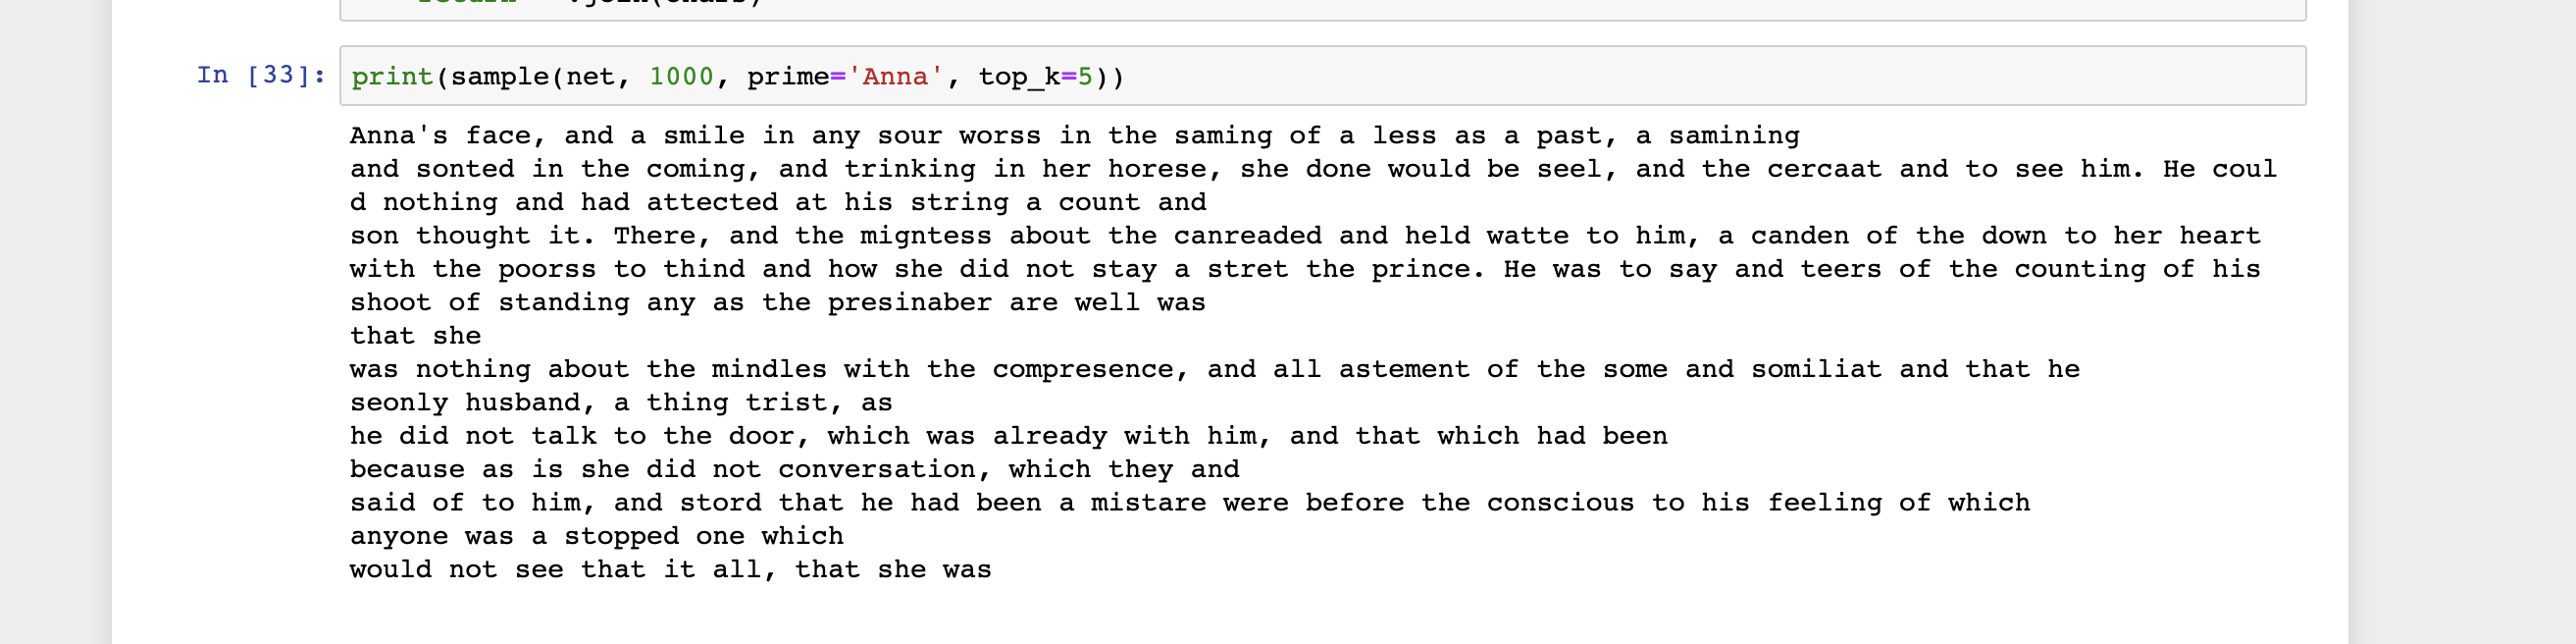 In [33]: print(sample(net, 1000, prime='Anna', top_k=5))
Anna's face, and a smile in any sour worss in the saming of a less as a past, a samining
and sonted in the coming, and trinking in her horese, she done would be seel, and the cercaat and to see him. He coul
d nothing and had attected at his string a count and
son thought it. There, and the migntess about the canreaded and held watte to him, a canden of the down to her heart
with the poorss to thind and how she did not stay a stret the prince. He was to say and teers of the counting of his
shoot of standing any as the presinaber are well was
that she
was nothing about the mindles with the compresence, and all astement of the some and somiliat and that he
seonly husband, a thing trist, as
he did not talk to the door, which was already with him, and that which had been
because as is she did not conversation, which they and
said of to him, and stord that he had been a mistare were before the conscious to his feeling of which
anyone was a stopped one which
would not see that it all, that she was